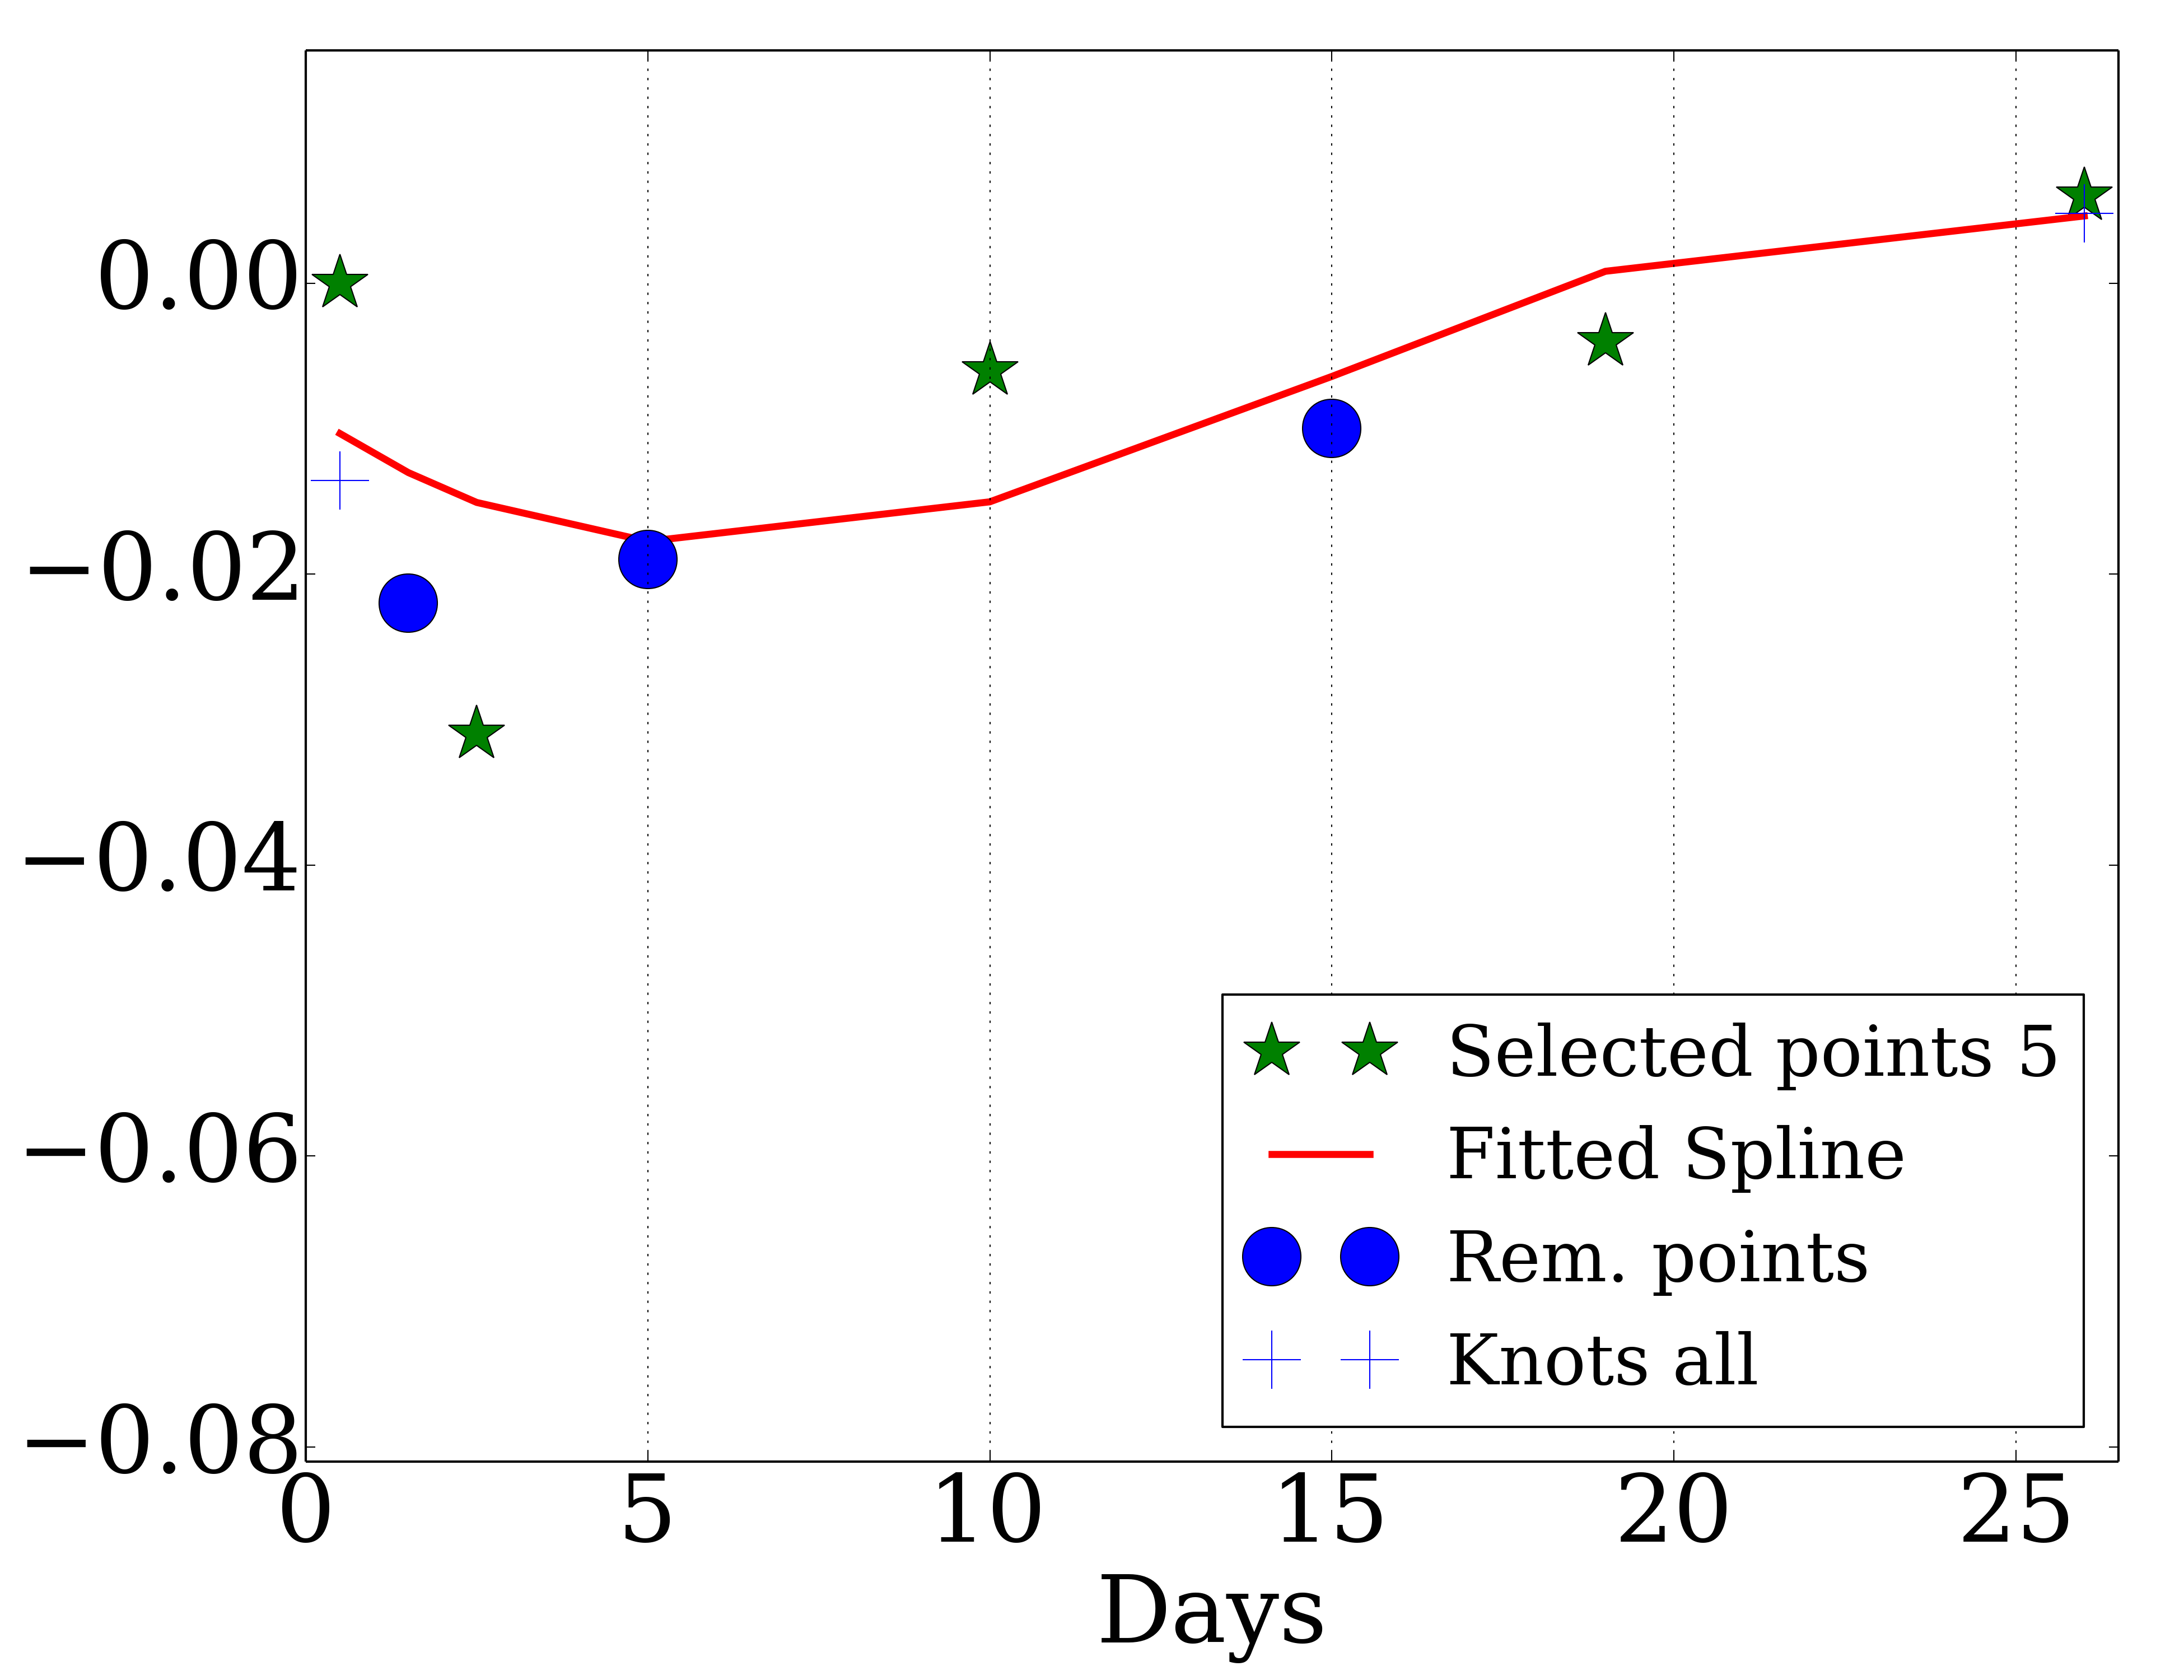 0.00
−0.02
−0.04
−0.06
−0.08
0 5 10 15 20 25
Days
Selected points 5
Fitted Spline
Rem. points
Knots all